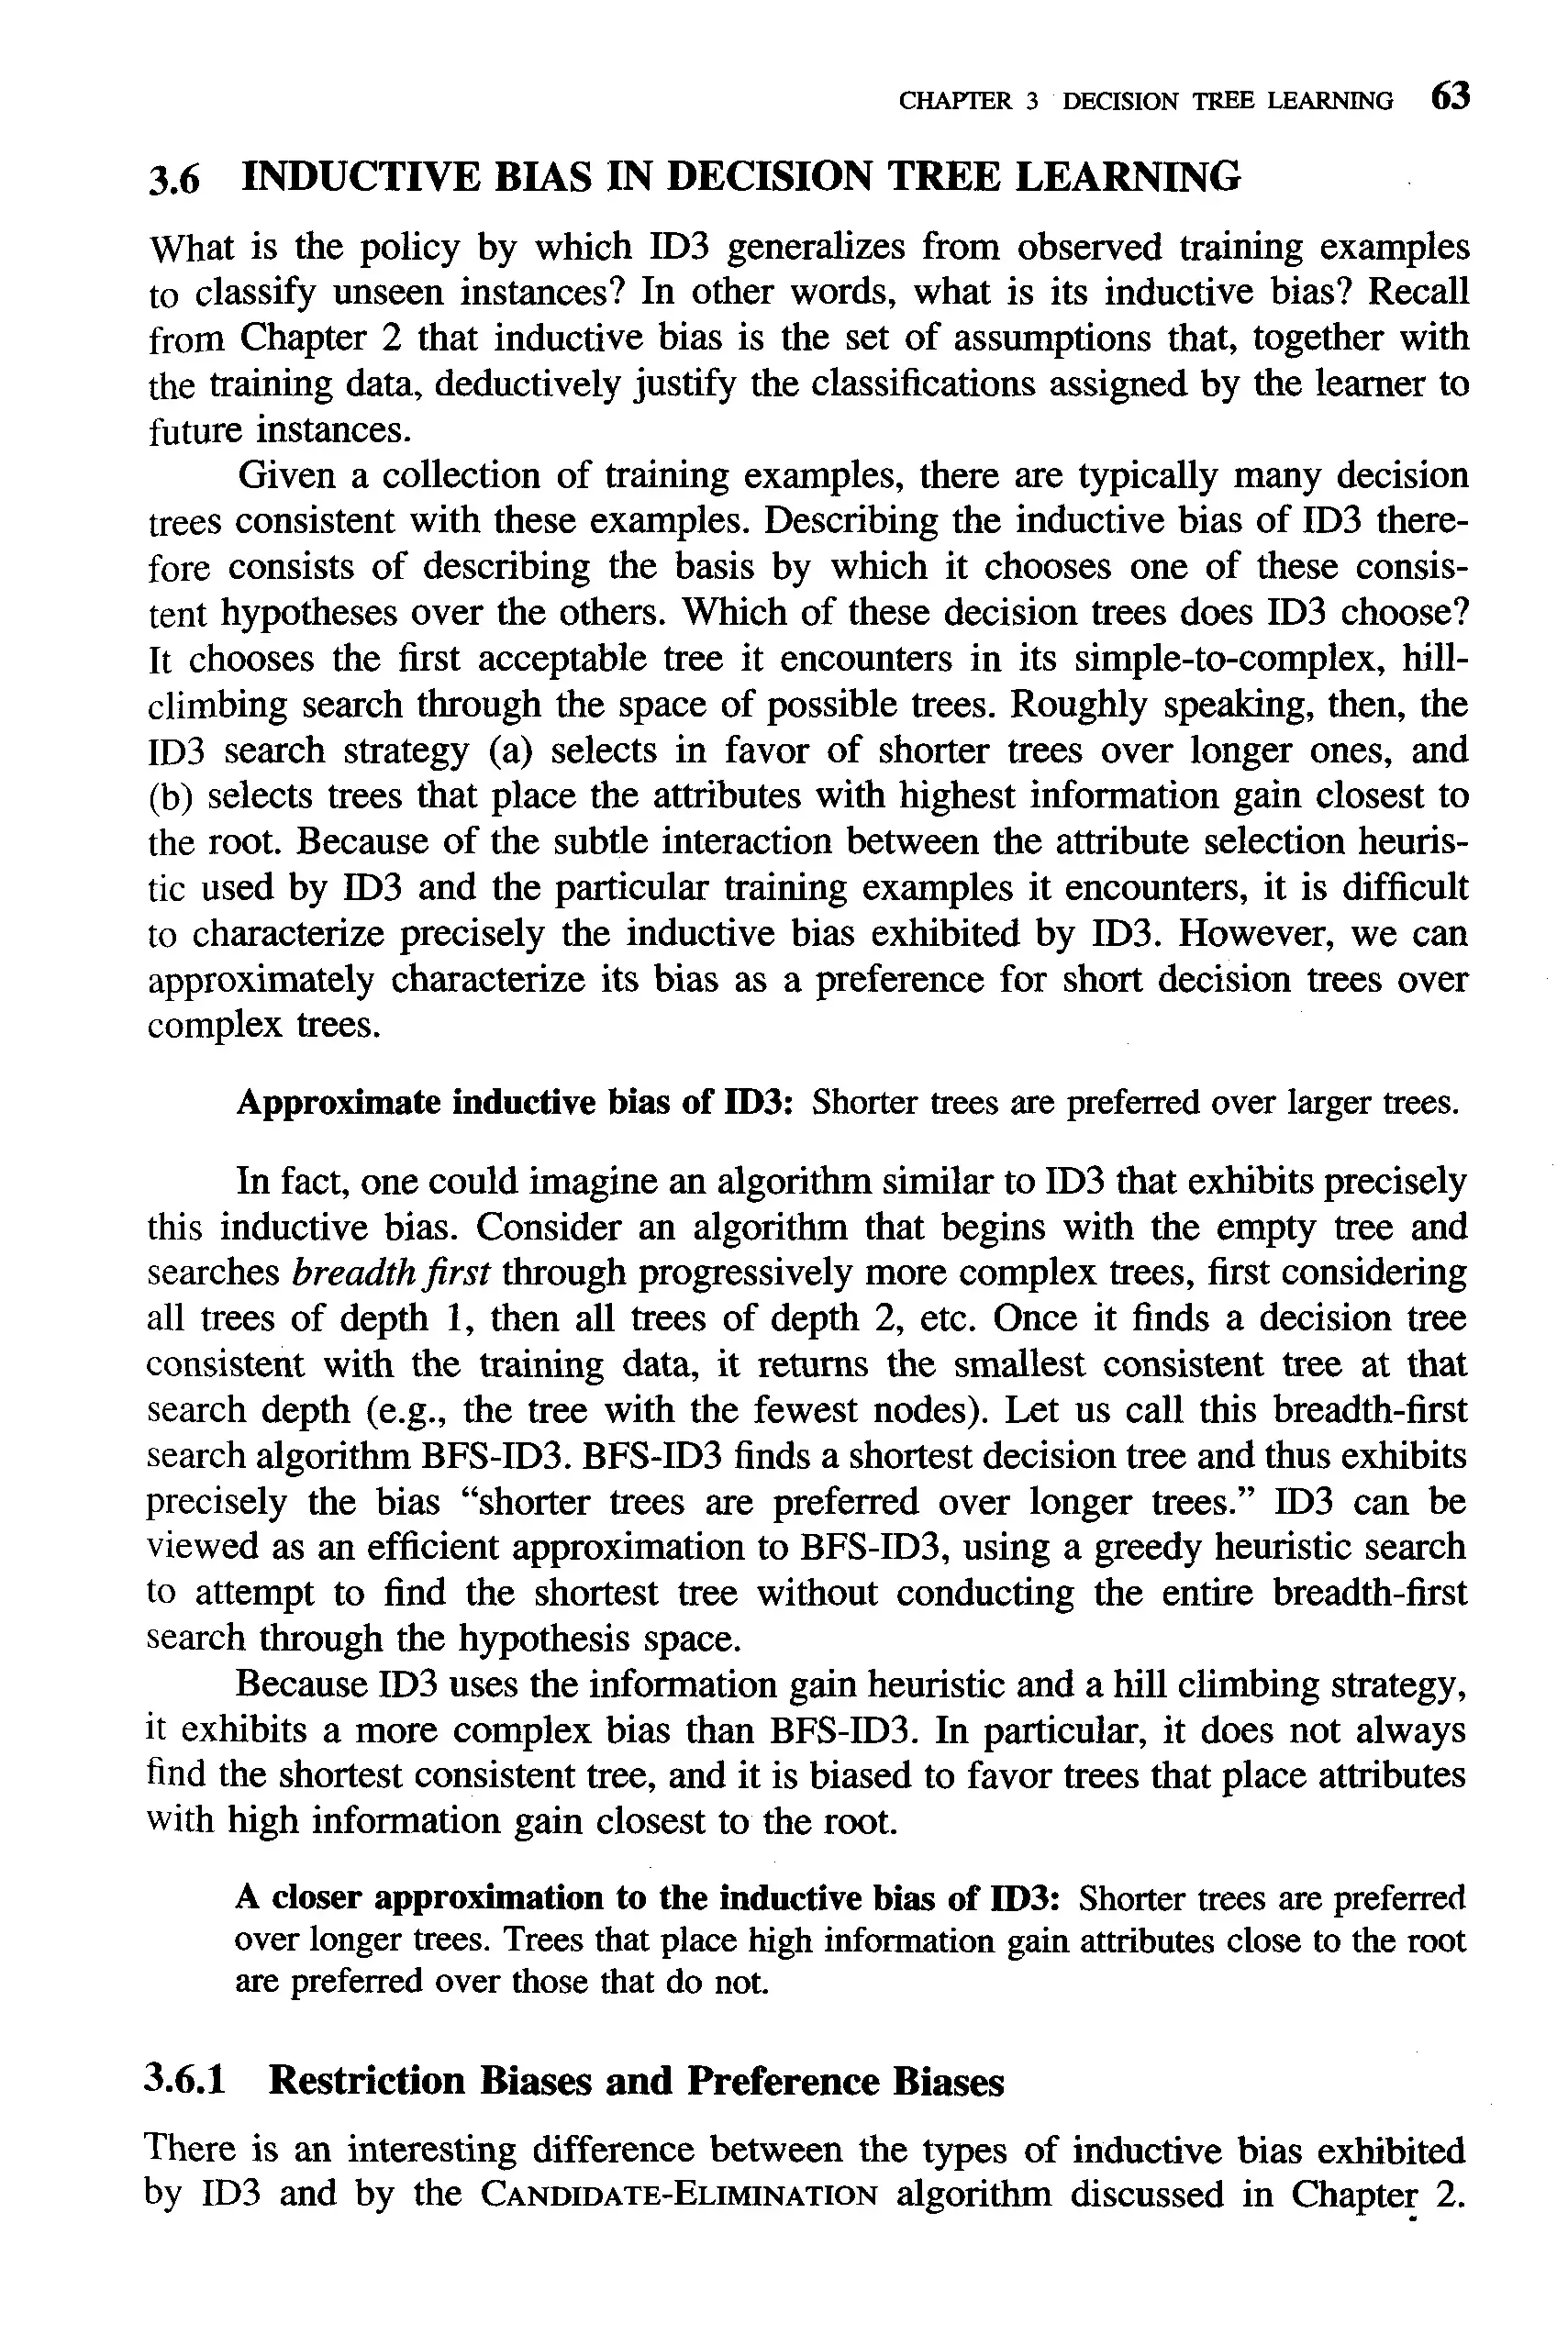 CHAPTER 3 DECISION TREE LEARNING 63
3.6 INDUCTIVE BIAS IN DECISION TREE LEARNING
What is the policy by which ID3 generalizes from observed training examples
to classify unseen instances? In other words, what is its inductive bias? Recall
from Chapter 2 that inductive bias is the set of assumptions that, together with
the training data, deductively justify the classifications assigned by the learner to
future instances.
Given a collection of training examples, there are typically many decision
trees consistent with these examples. Describing the inductive bias of ID3 there-
fore consists of describing the basis by which it chooses one of these consis-
tent hypotheses over the others. Which of these decision trees does ID3 choose?
It chooses the first acceptable tree it encounters in its simple-to-complex, hill-
climbing search through the space of possible trees. Roughly speaking, then, the
ID3 search strategy (a) selects in favor of shorter trees over longer ones, and
(b) selects trees that place the attributes with highest information gain closest to
the root. Because of the subtle interaction between the attribute selection heuris-
tic used by ID3 and the particular training examples it encounters, it is difficult
to characterize precisely the inductive bias exhibited by ID3. However, we can
approximately characterize its bias as a preference for short decision trees over
complex trees.
Approximate inductive bias of ID3: Shorter trees are preferred over larger trees.
In fact, one could imagine an algorithm similar to ID3 that exhibits precisely
this inductive bias. Consider an algorithm that begins with the empty tree and
searches breadth first through progressively more complex trees, first considering
all trees of depth 1, then all trees of depth 2, etc. Once it finds a decision tree
consistent with the training data, it returns the smallest consistent tree at that
search depth (e.g., the tree with the fewest nodes). Let us call this breadth-first
search algorithm BFS-ID3. BFS-ID3 finds a shortest decision tree and thus exhibits
precisely the bias “shorter trees are preferred over longer trees.” ID3 can be
viewed as an efficient approximation to BFS-ID3, using a greedy heuristic search
to attempt to find the shortest tree without conducting the entire breadth-first
search through the hypothesis space.
Because ID3 uses the information gain heuristic and a hill climbing strategy,
it exhibits a more complex bias than BFS-ID3. In particular, it does not always
find the shortest consistent tree, and it is biased to favor trees that place attributes
with high information gain closest to the root.
A closer approximation to the inductive bias of ID3: Shorter trees are preferred
over longer trees. Trees that place high information gain attributes close to the root
are preferred over those that do not.
3.6.1 Restriction Biases and Preference Biases
There is an interesting difference between the types of inductive bias exhibited
by ID3 and by the CANDIDATE-ELIMINATION algorithm discussed in Chapter 2.